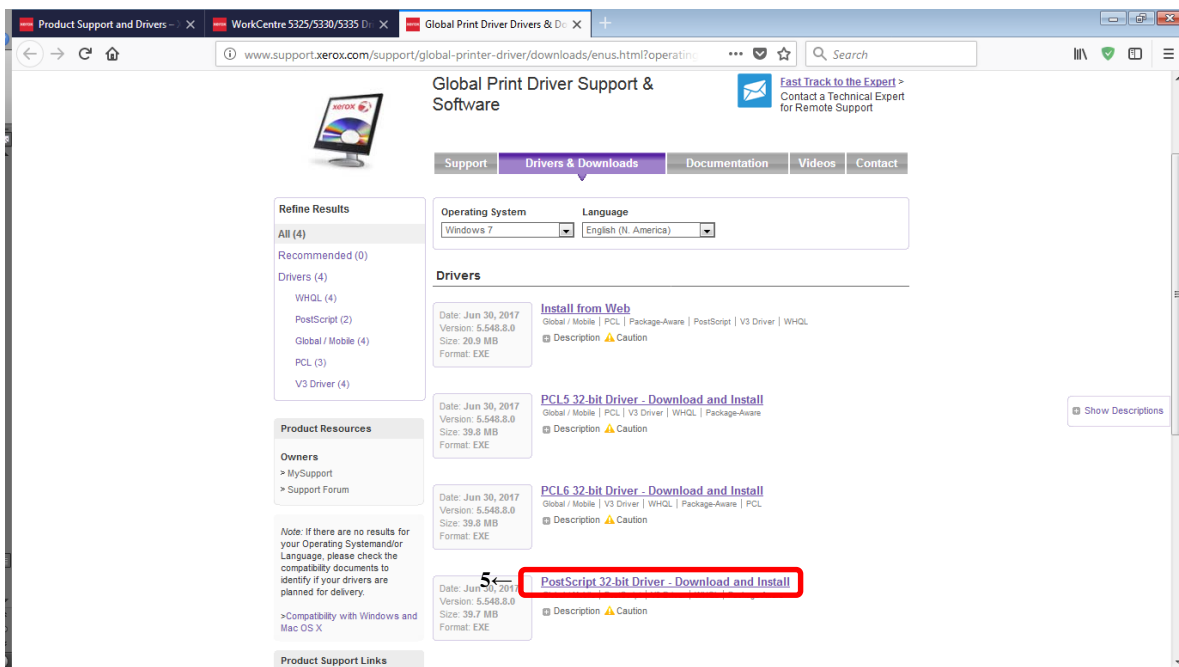 Product Support and Drivers –
WorkCentre 5325/5330/5335 Dr
Global Print Driver Drivers & Do
www.support.xerox.com/support/global-printer-driver/downloads/enus.html?operating
Search
xerox
Global Print Driver Support &
Software
Fast Track to the Expert >
Contact a Technical Expert
for Remote Support
Support
Drivers & Downloads
Documentation
Videos
Contact
Refine Results
All (4)
Recommended (0)
Drivers (4)
WHQL (4)
PostScript (2)
Global / Mobile (4)
PCL (3)
V3 Driver (4)
Product Resources
Owners
> MySupport
> Support Forum
Note: If there are no results for
your Operating Systemand/or
Language, please check the
compatibility documents to
identify if your drivers are
planned for delivery.
>Compatibility with Windows and
Mac OS X
Product Support Links
Operating System
Windows 7
Language
English (N. America)
Drivers
Date: Jun 30, 2017
Version: 5.548.8.0
Size: 20.9 MB
Format: EXE
Install from Web
Global / Mobile | PCL | Package-Aware | PostScript | V3 Driver | WHQL
Description Caution
Date: Jun 30, 2017
Version: 5.548.8.0
Size: 39.8 MB
Format: EXE
PCL5 32-bit Driver - Download and Install
Global / Mobile | PCL | V3 Driver | WHQL | Package-Aware
Description Caution
Date: Jun 30, 2017
Version: 5.548.8.0
Size: 39.8 MB
Format: EXE
PCL6 32-bit Driver - Download and Install
Global / Mobile | V3 Driver | WHQL | Package-Aware | PCL
Description Caution
5←
Date: Jun 30, 2017
Version: 5.548.8.0
Size: 39.7 MB
Format: EXE
PostScript 32-bit Driver - Download and Install
Description Caution
Show Descriptions